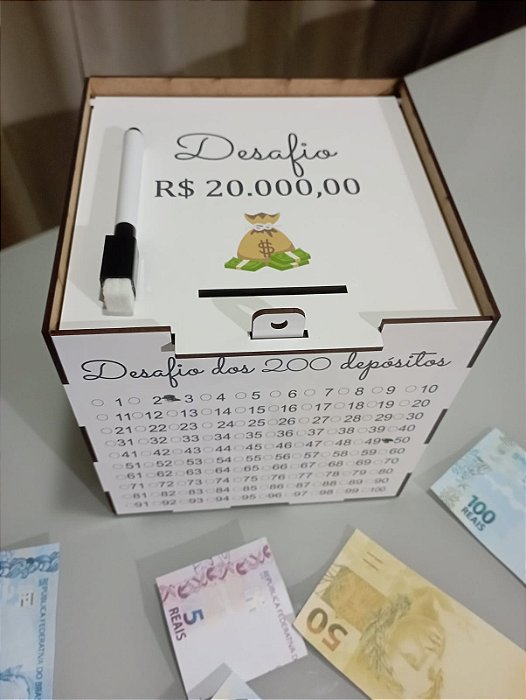 Desafio
R$ 20.000,00
$
Desafio dos 200 depósitos
1 2 3 4 5 6 7 8 9 10
11 12 13 14 15 16 17 18 19 20
21 22 23 24 25 26 27 28 29 30
31 32 33 34 35 36 37 38 39 40
41 42 43 44 45 46 47 48 49 50
51 52 53 54 55 56 57 58 59 60
61 62 63 64 65 66 67 68 69 70
71 72 73 74 75 76 77 78 79 80
81 82 83 84 85 86 87 88 89 90
91 92 93 94 95 96 97 98 99 100
100
REAIS
REPÚBLICA FEDERATIVA DO
5
REAIS
REPÚBLICA FEDERATIVA
50